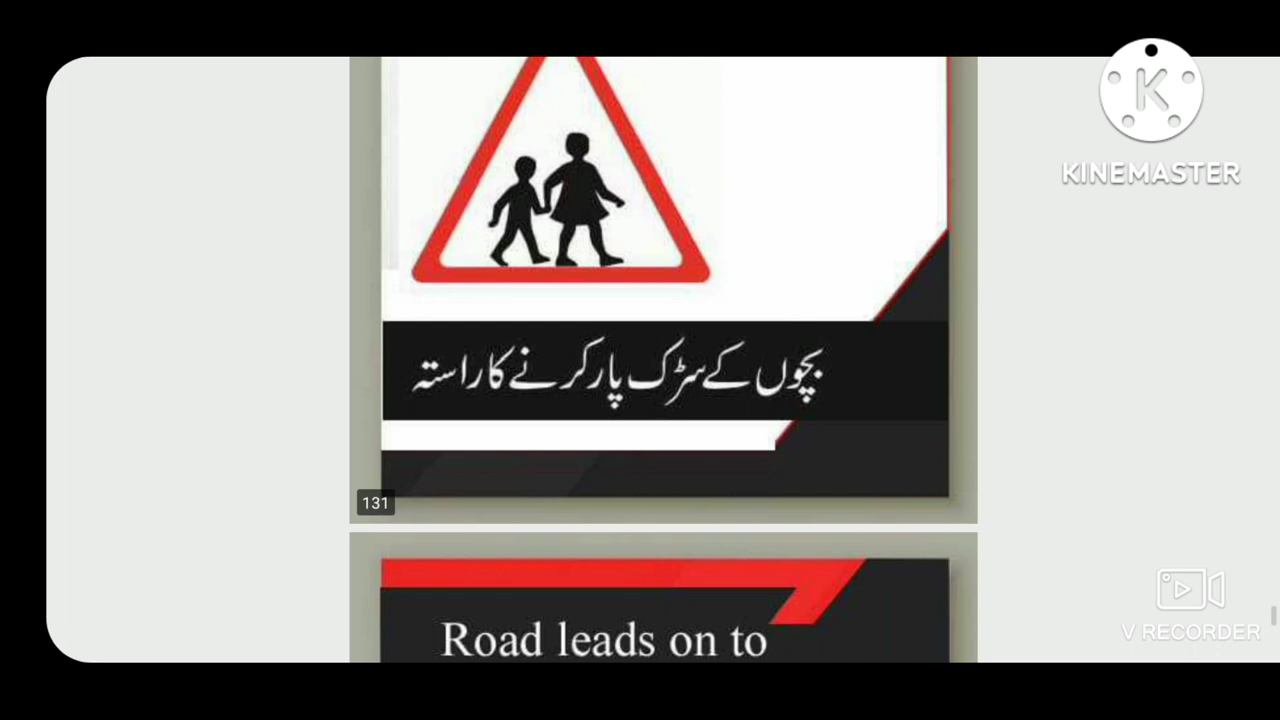 K
KINEMASTER
بچوں کے سڑک پار کرنے کا راستہ
131
Road leads on to
V RECORDER